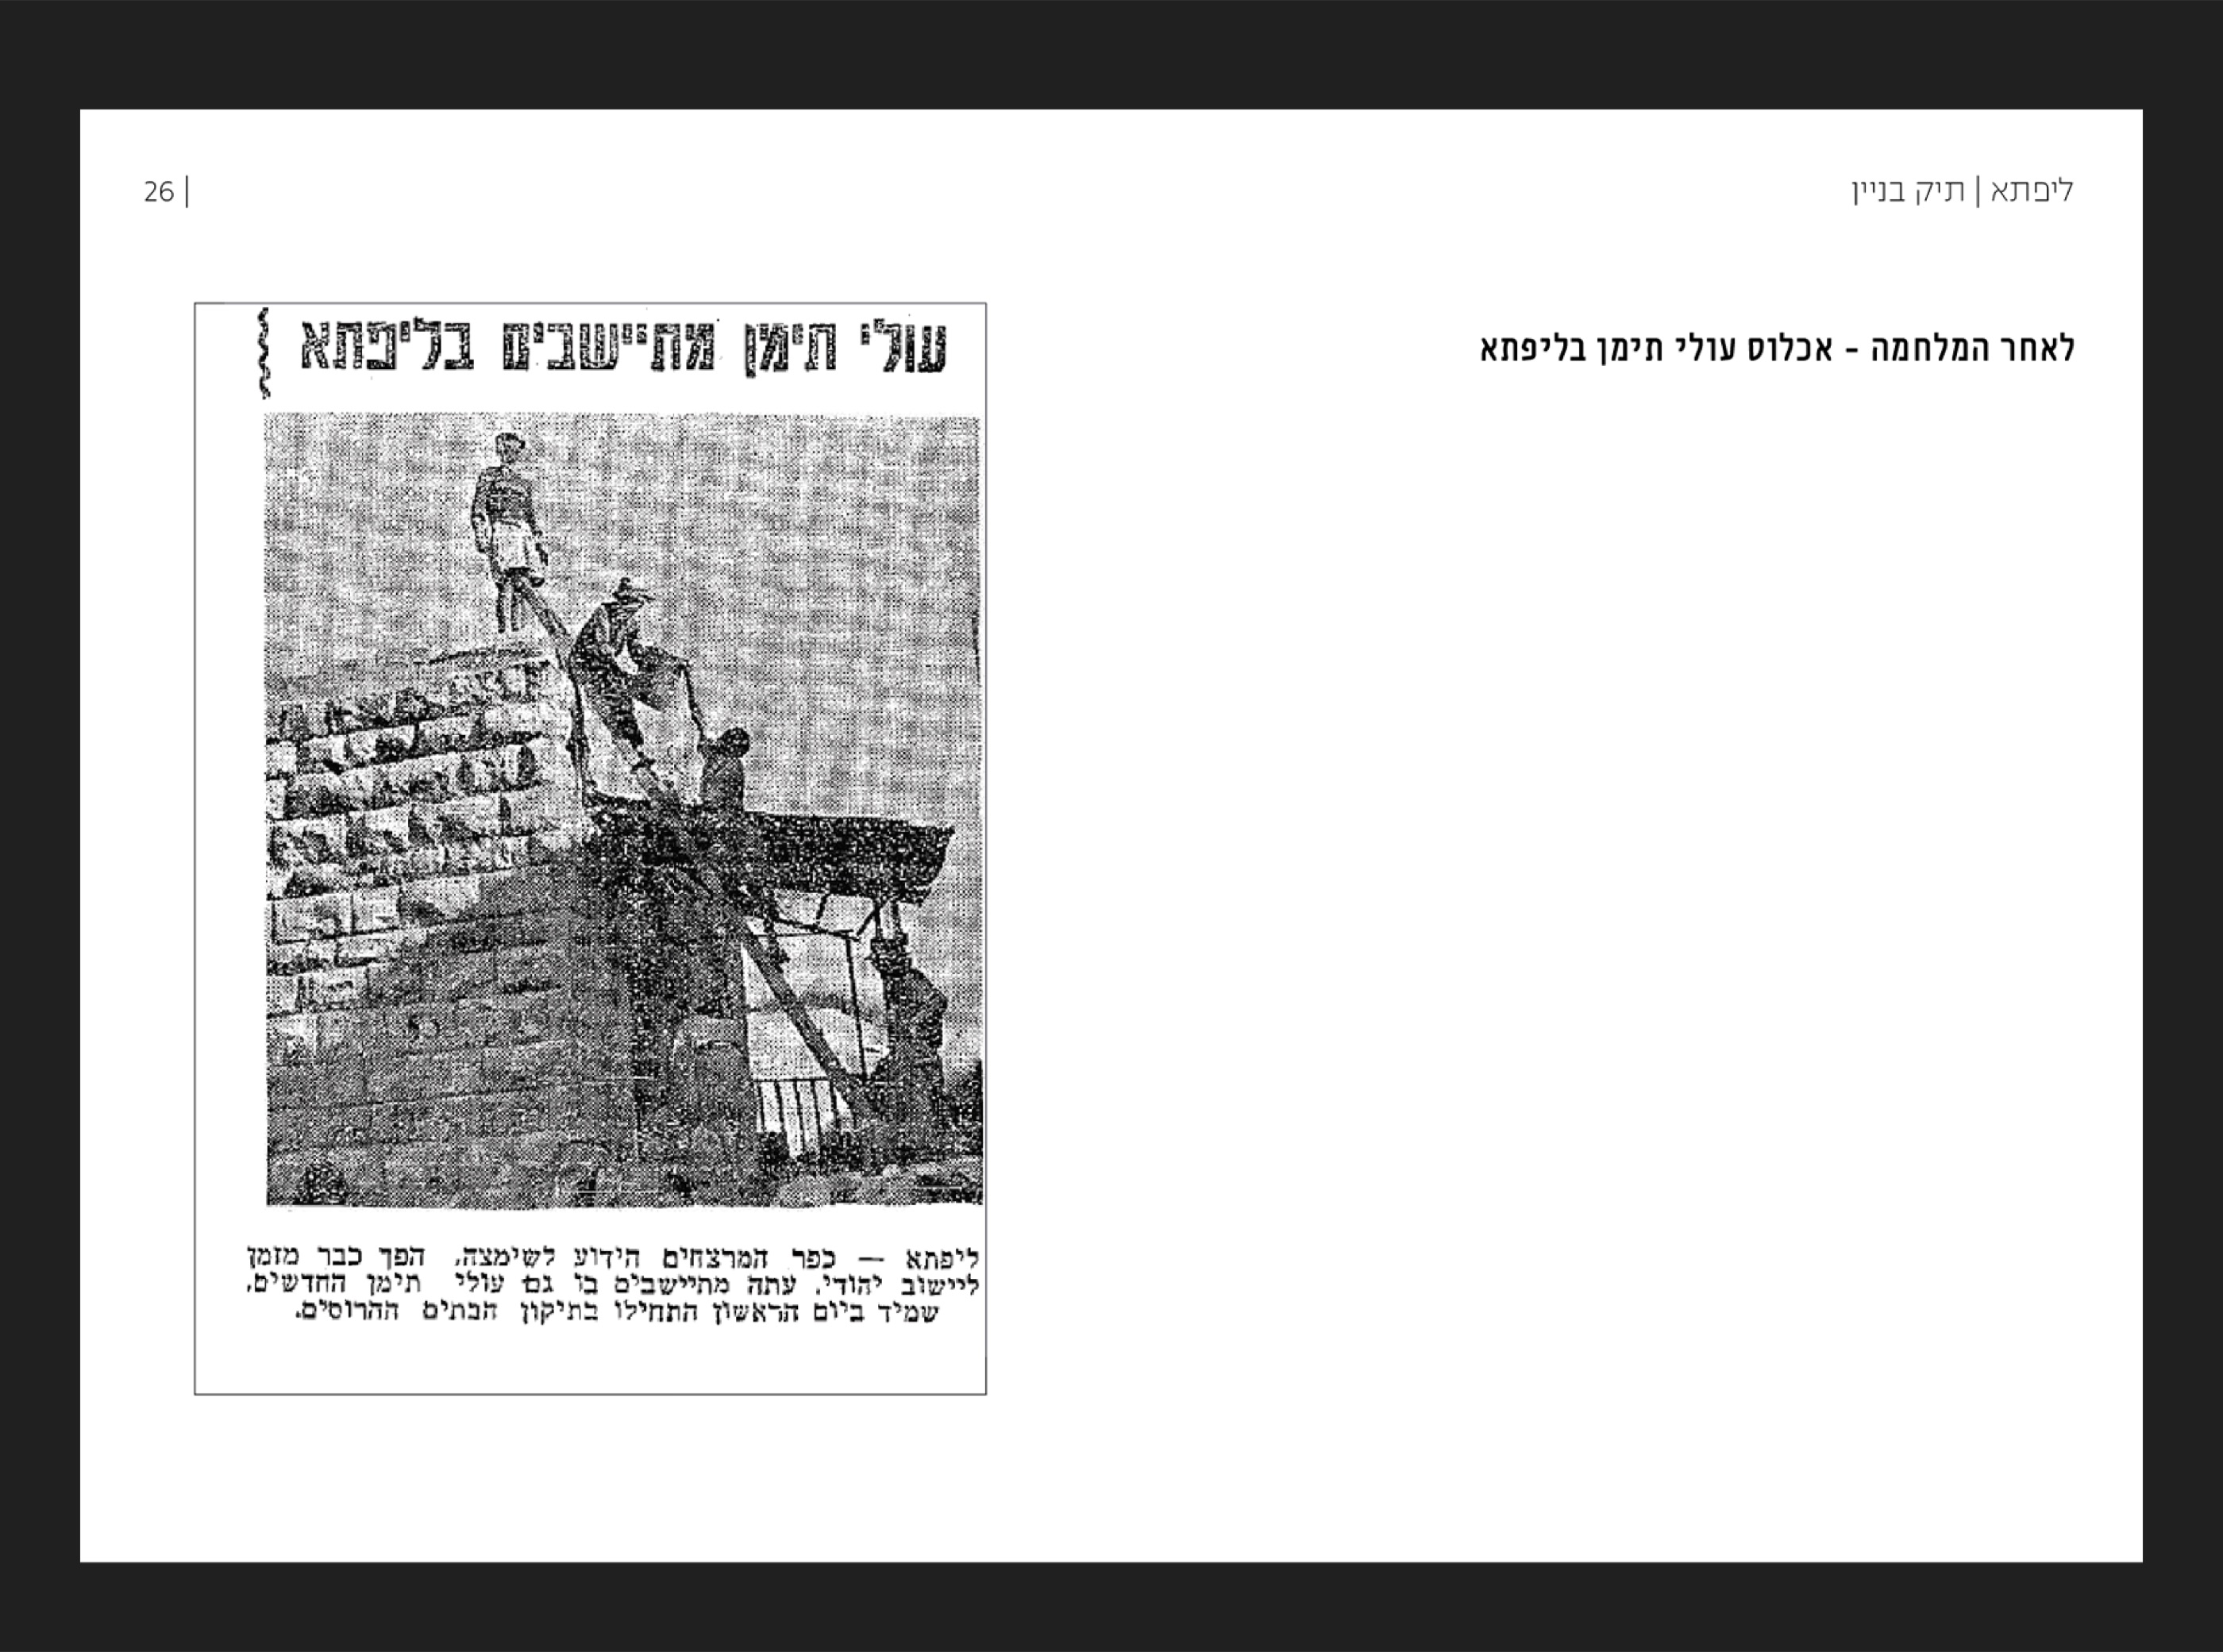 ליפתא | תיק בניין
26 |
לאחר המלחמה - אכלוס עולי תימן בליפתא
עולי תימן מתיישבים בליפתא
ליפתא — כפר המרצחים הידוע לשימצה, הפך כבר מזמן
ליישוב יהודי. עתה מתיישבים בו גם עולי תימן החדשים,
שמיד ביום הראשון התחילו בתיקון הבתים ההרוסים.